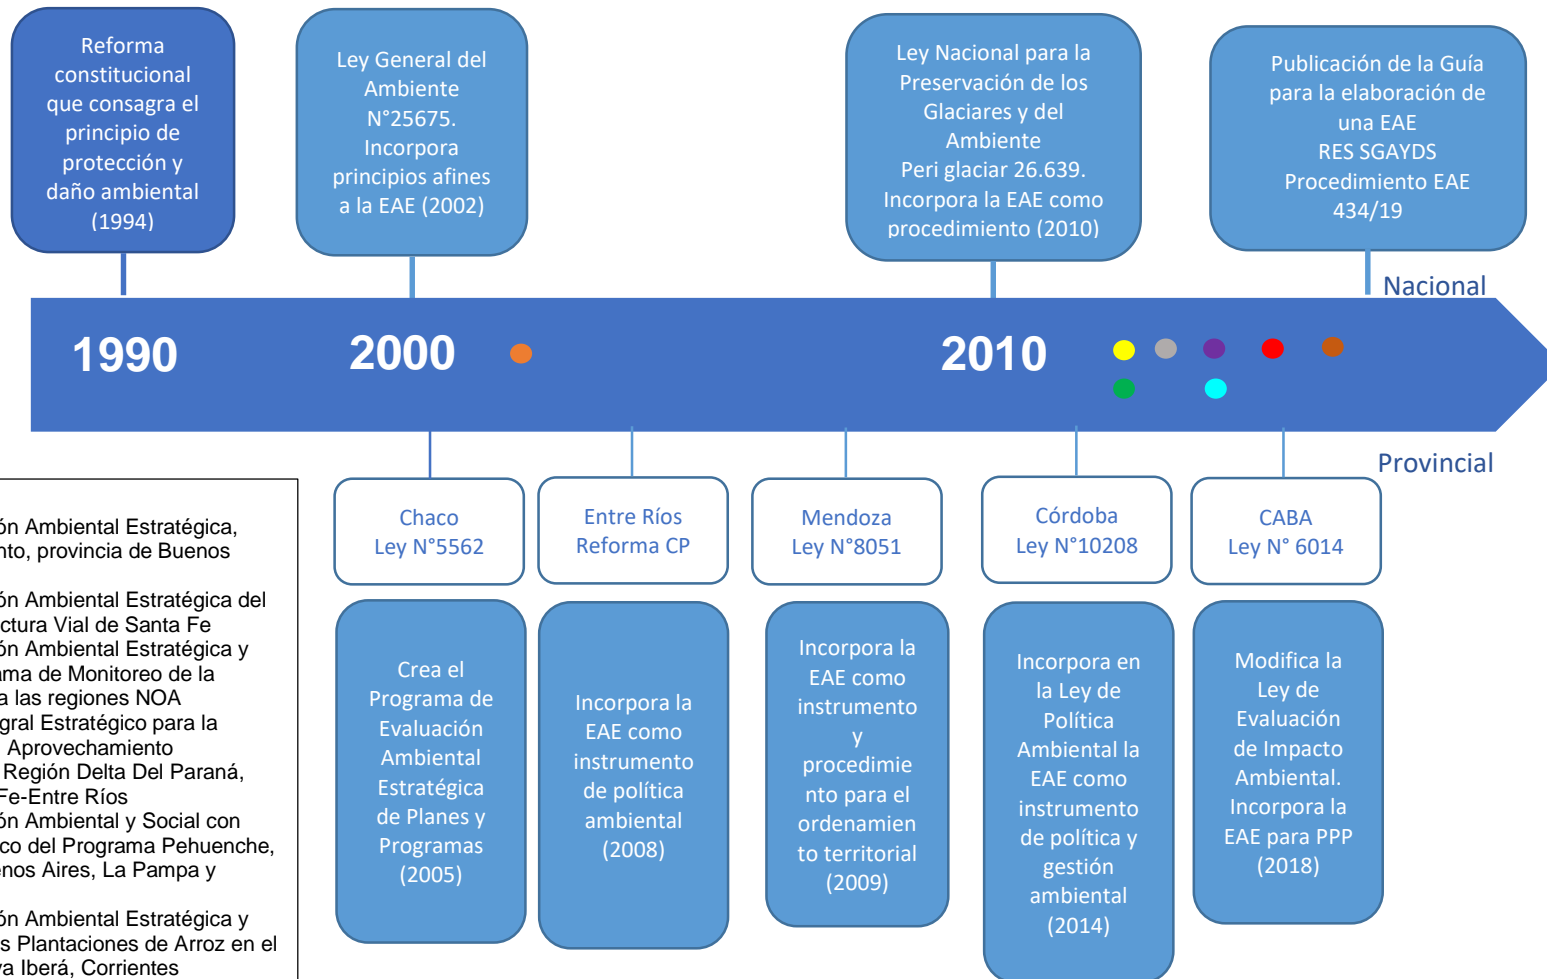 Reforma
constitucional
que consagra el
principio de
protección y
daño ambiental
(1994)
Ley General del
Ambiente
N°25675.
Incorpora
principios afines
a la EAE (2002)
Ley Nacional para la
Preservación de los
Glaciares y del
Ambiente
Peri glaciar 26.639.
Incorpora la EAE como
procedimiento (2010)
Publicación de la Guía
para la elaboración de
una EAE
RES SGAYDS
Procedimiento EAE
434/19
Nacional
1990
2000
2010
Provincial
Chaco
Ley N°5562
Entre Ríos
Reforma CP
Mendoza
Ley N°8051
Córdoba
Ley N°10208
CABA
Ley N° 6014
Crea el
Programa de
Evaluación
Ambiental
Estratégica
de Planes y
Programas
(2005)
Incorpora la
EAE como
instrumento
de política
ambiental
(2008)
Incorpora la
EAE como
instrumento
y
procedimie
nto para el
ordenamien
to territorial
(2009)
Incorpora en
la Ley de
Política
Ambiental la
EAE como
instrumento
de política y
gestión
ambiental
(2014)
Modifica la
Ley de
Evaluación
de Impacto
Ambiental.
Incorpora la
EAE para PPP
(2018)
ón Ambiental Estratégica,
nto, provincia de Buenos
ón Ambiental Estratégica del
ctura Vial de Santa Fe
ón Ambiental Estratégica y
ama de Monitoreo de la
a las regiones NOA
gral Estratégico para la
Aprovechamiento
Región Delta Del Paraná,
Fe-Entre Ríos
ón Ambiental y Social con
co del Programa Pehuenche,
enos Aires, La Pampa y
ón Ambiental Estratégica y
s Plantaciones de Arroz en el
va Iberá, Corrientes